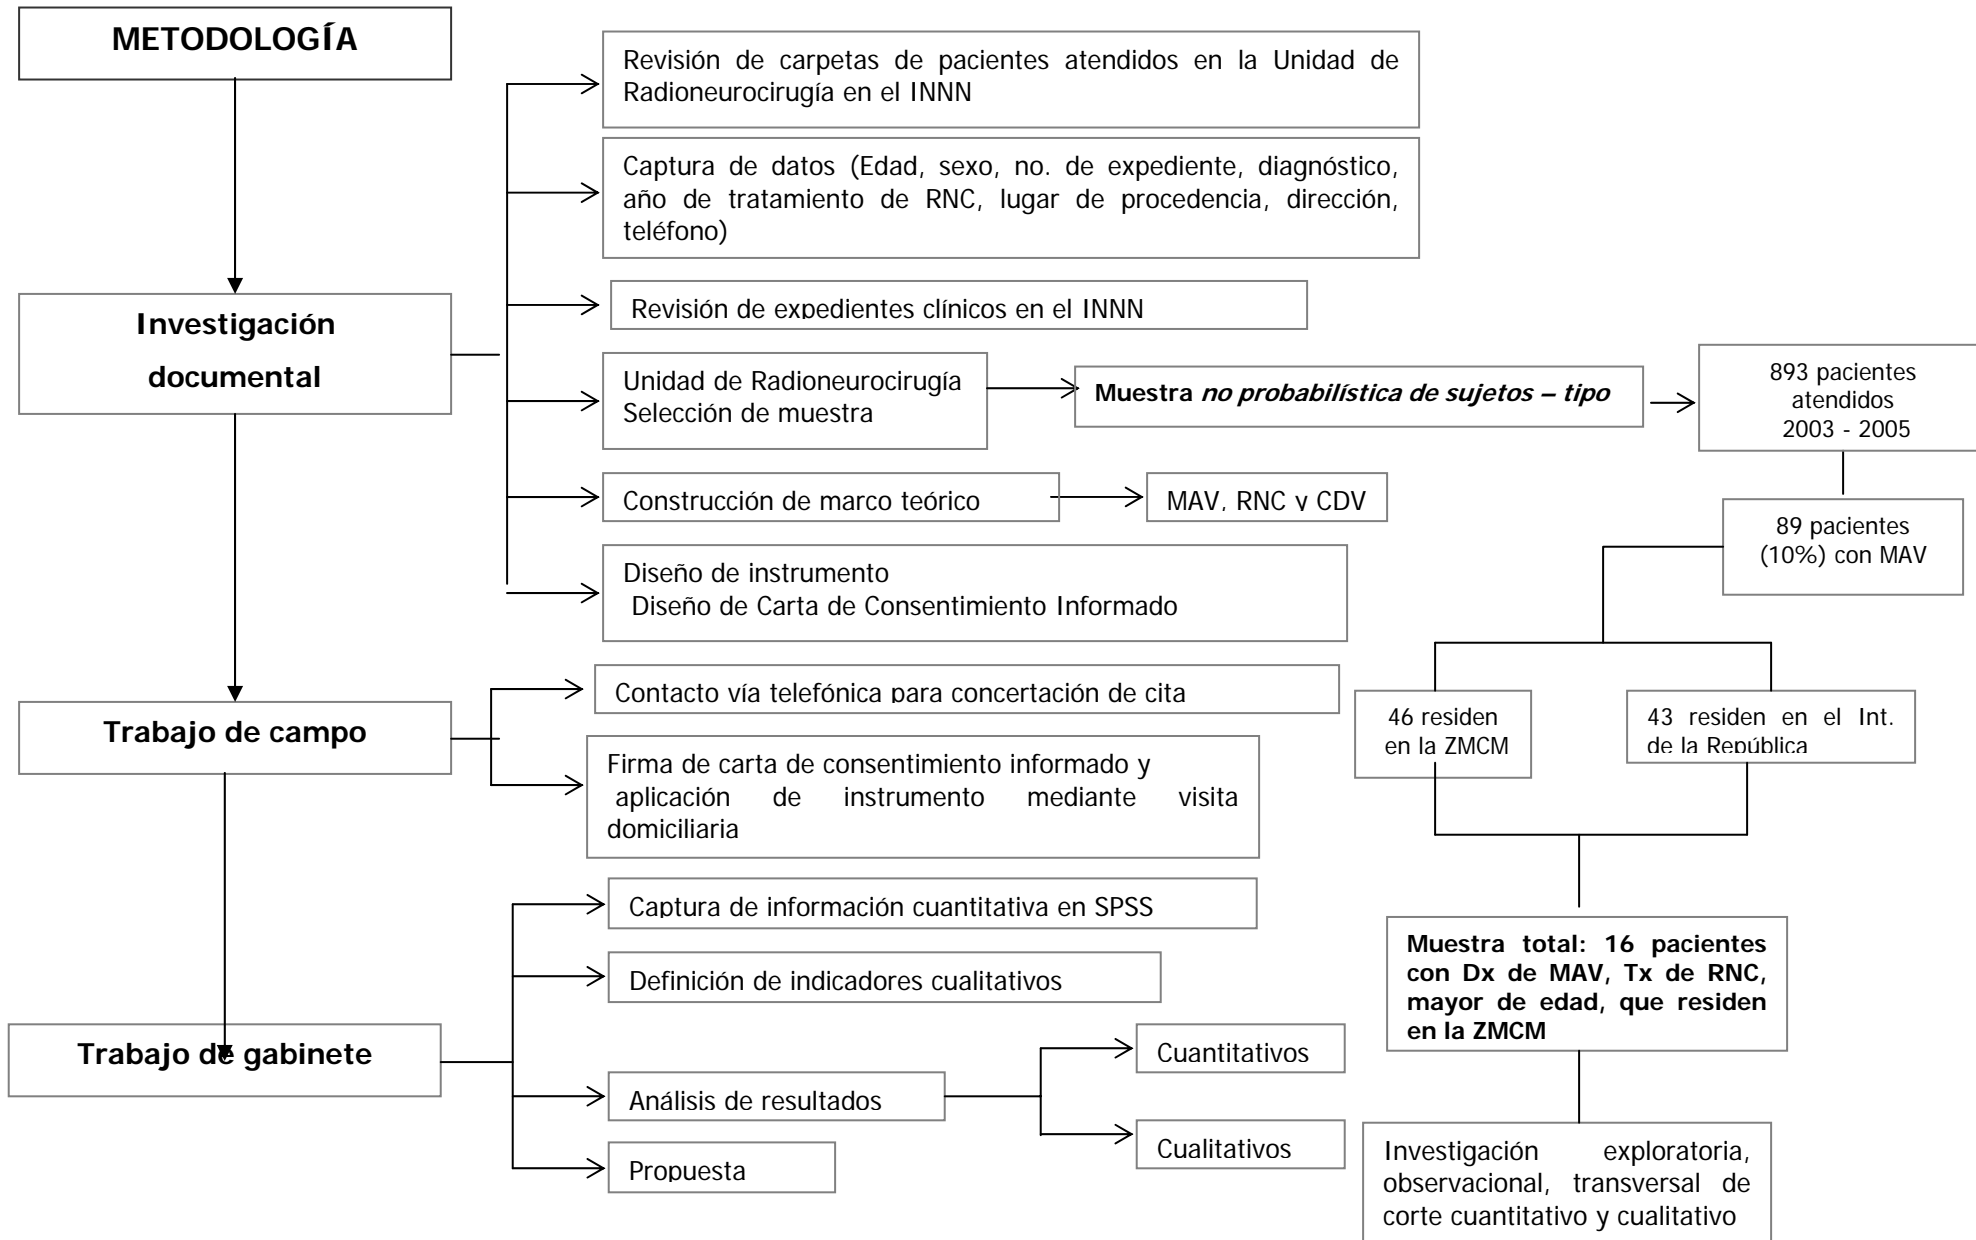 METODOLOGÍA
Revisión de carpetas de pacientes atendidos en la Unidad de
Radioneurocirugía en el INNN
Captura de datos (Edad, sexo, no. de expediente, diagnóstico,
año de tratamiento de RNC, lugar de procedencia, dirección,
teléfono)
Investigación
documental
Revisión de expedientes clínicos en el INNN
Unidad de Radioneurocirugía
Selección de muestra
Muestra no probabilística de sujetos – tipo
893 pacientes
atendidos
2003 - 2005
Construcción de marco teórico
MAV, RNC y CDV
89 pacientes
(10%) con MAV
Diseño de instrumento
Diseño de Carta de Consentimiento Informado
46 residen
en la ZMCM
43 residen en el Int.
de la República
Trabajo de campo
Contacto vía telefónica para concertación de cita
Firma de carta de consentimiento informado y
aplicación de instrumento mediante visita
domiciliaria
Trabajo de gabinete
Captura de información cuantitativa en SPSS
Definición de indicadores cualitativos
Análisis de resultados
Cuantitativos
Cualitativos
Propuesta
Muestra total: 16 pacientes
con Dx de MAV, Tx de RNC,
mayor de edad, que residen
en la ZMCM
Investigación exploratoria,
observacional, transversal de
corte cuantitativo y cualitativo